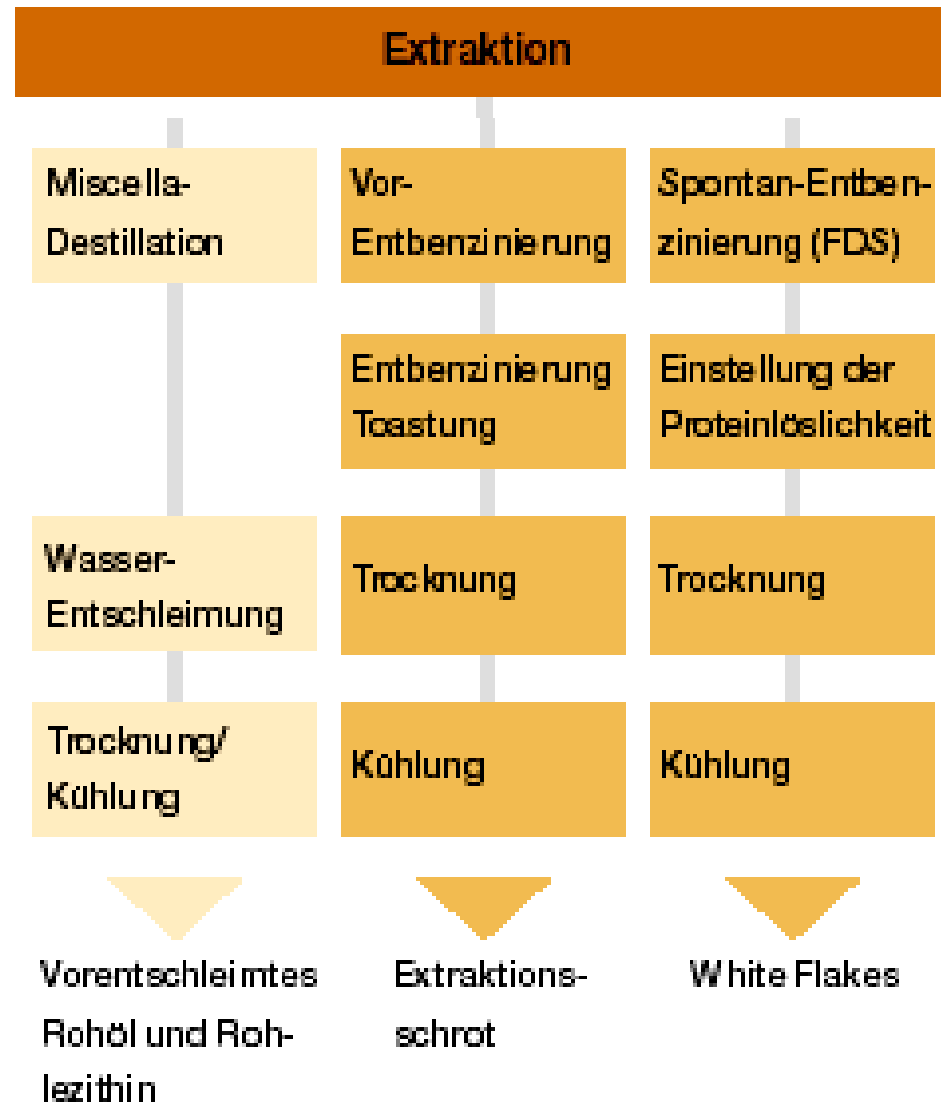 Extraktion
Miscella-
Destillation
Wasser-
Entschleimung
Trocknung/
Kühlung
Vorentschleimtes
Rohöl und Roh-
lezithin
Vor-
Entbenzinierung
Entbenzinierung
Toastung
Trocknung
Kühlung
Extraktions-
schrot
Spontan-Entben-
zinierung (FDS)
Einstellung der
Proteinlöslichkeit
Trocknung
Kühlung
White Flakes